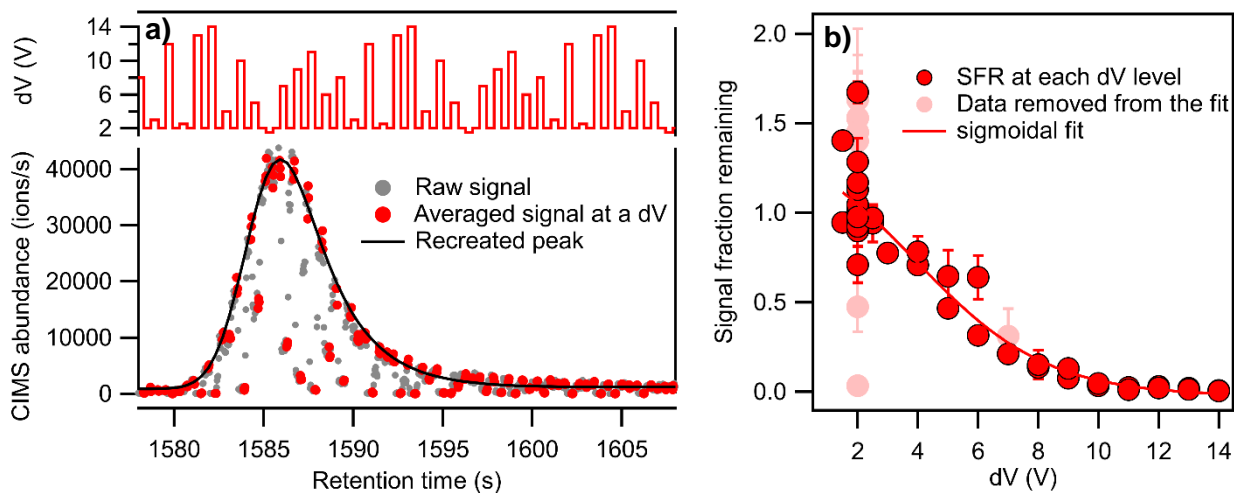 a)
dV (V)
14
10
6
2
CIMS abundance (ions/s)
40000
30000
20000
10000
0
Raw signal
Averaged signal at a dV
Recreated peak
1580
1585
1590
1595
1600
1605
Retention time (s)
b)
Signal fraction remaining
2.0
1.5
1.0
0.5
0.0
SFR at each dV level
Data removed from the fit
sigmoidal fit
2
4
6
8
10
12
14
dV (V)